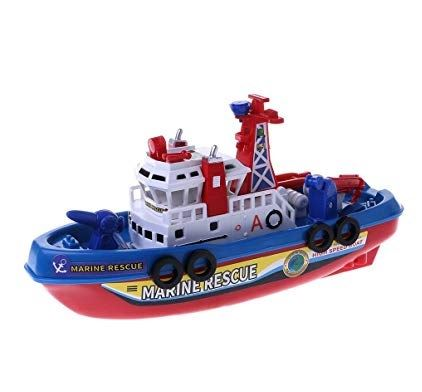 MARINE RESCUE
A
MARINE RESCUE
HIGH SPEED BOAT